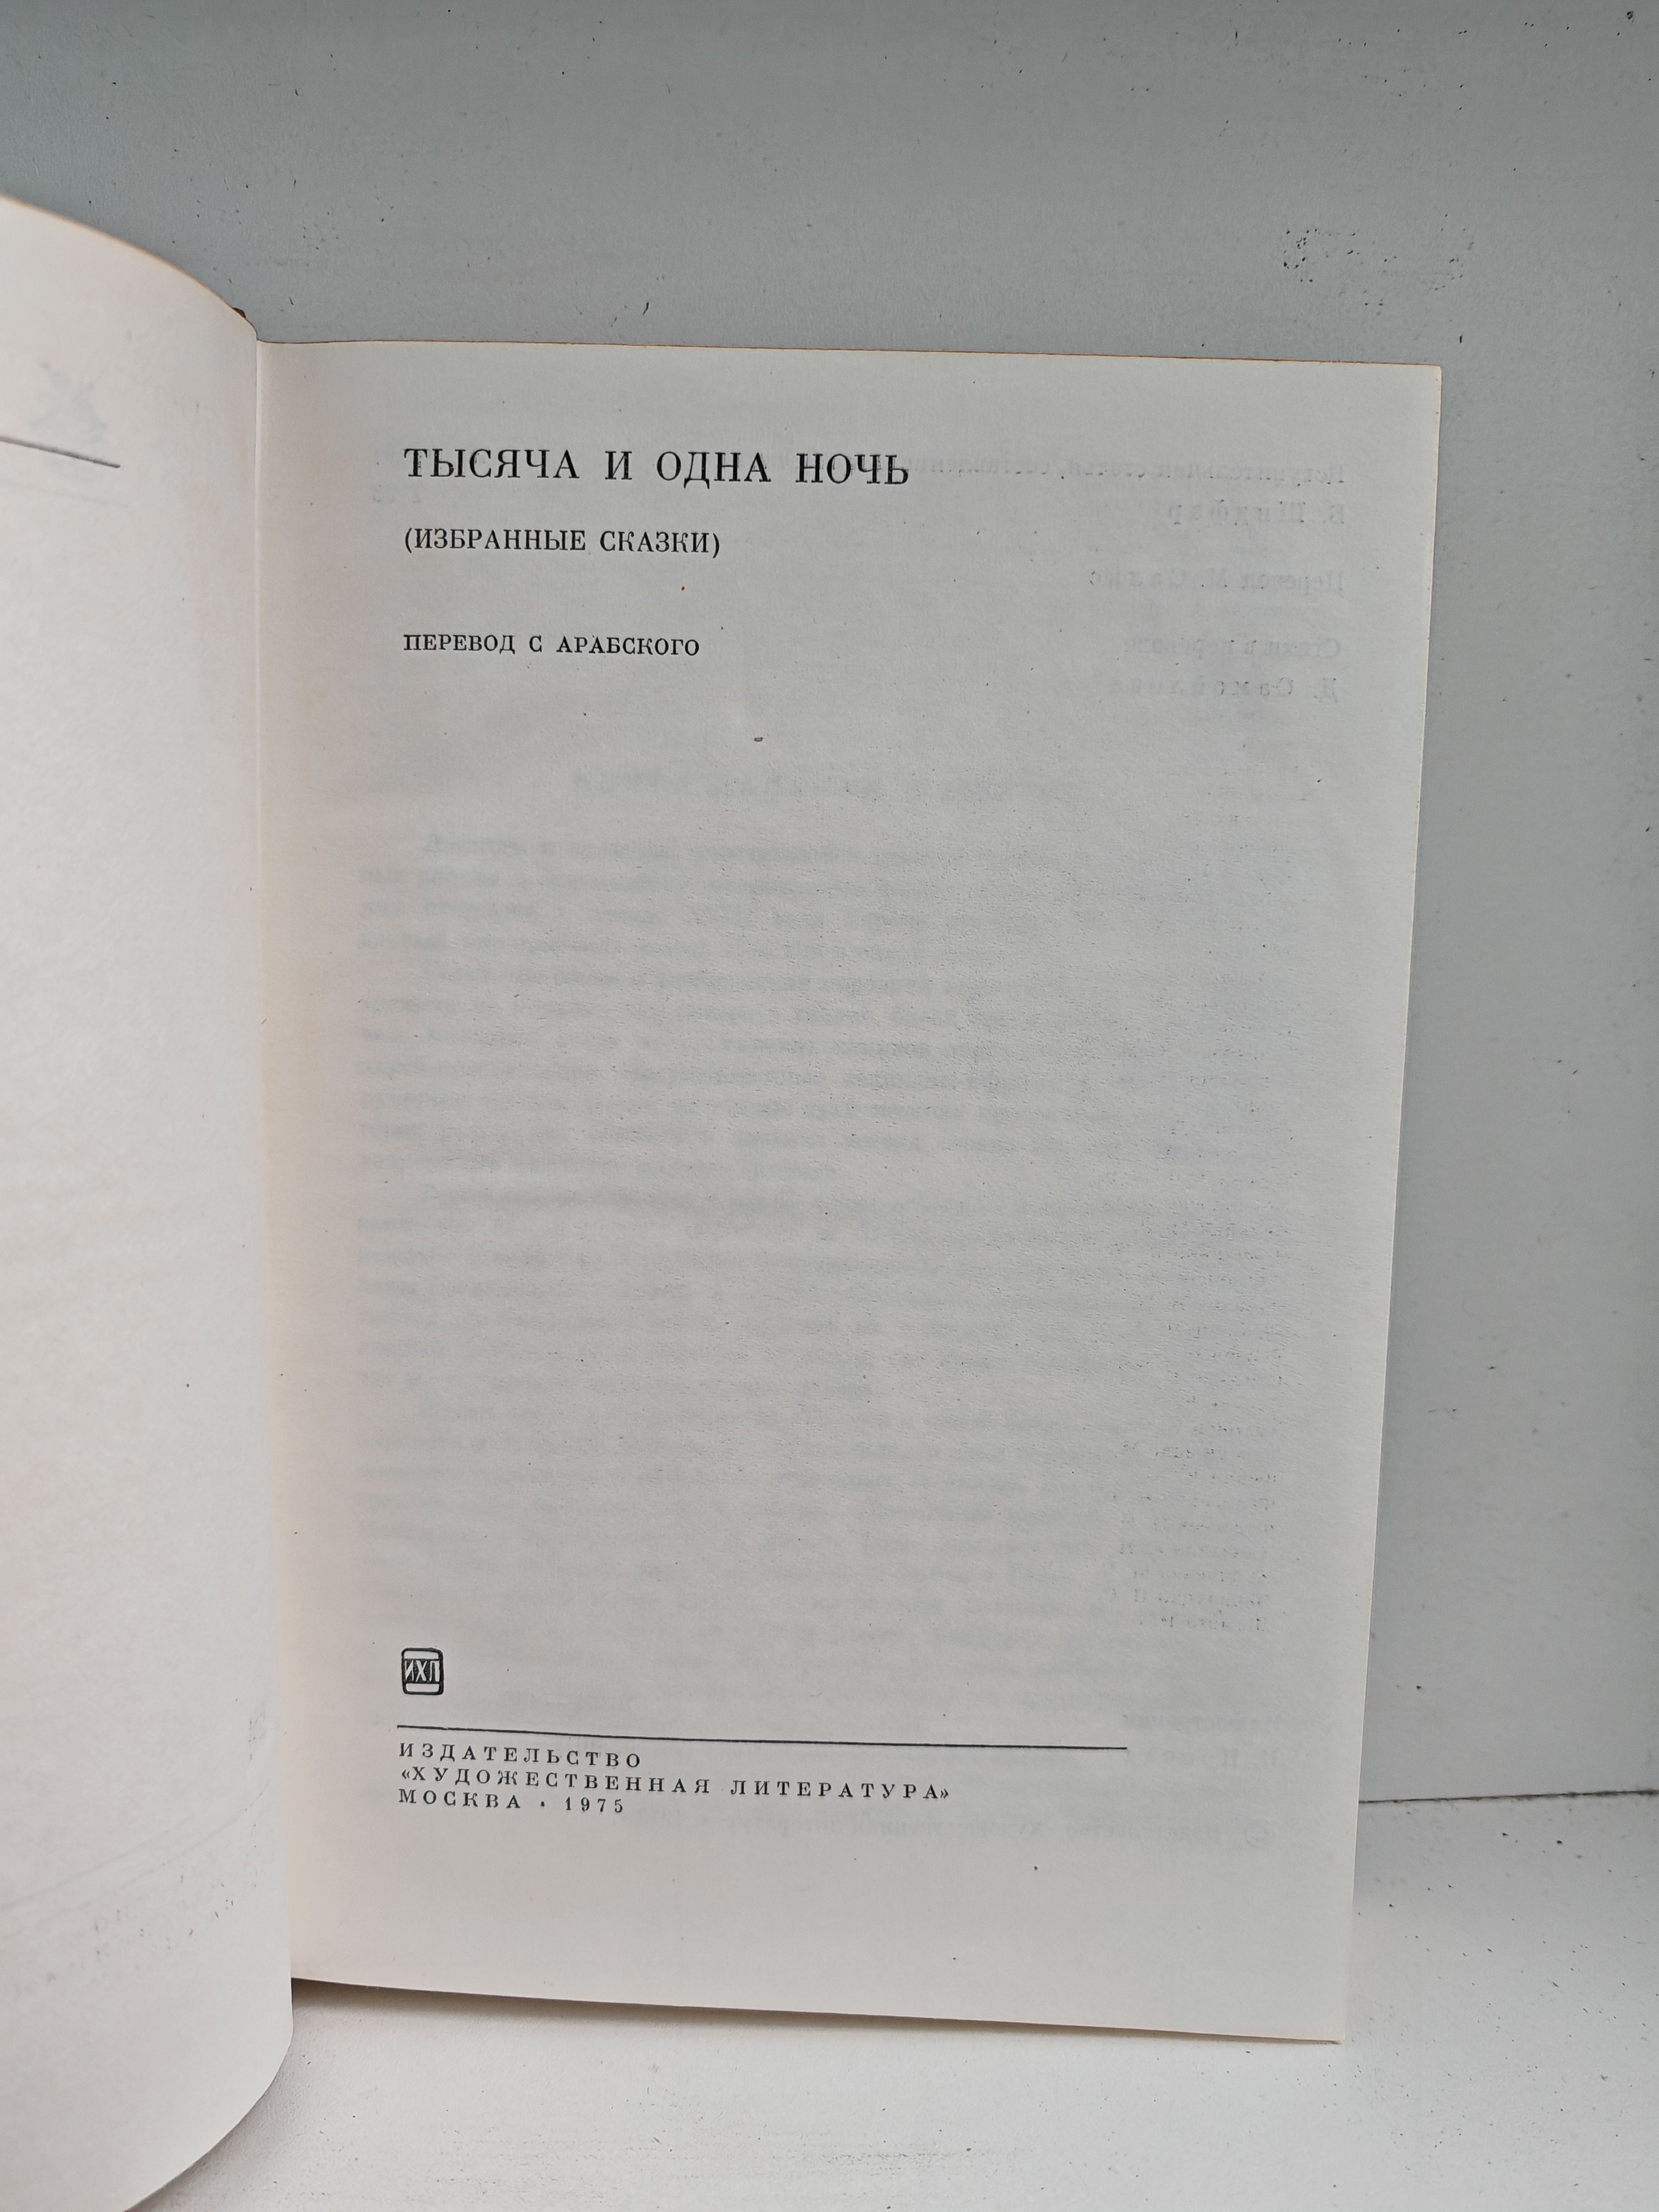 ТЫСЯЧА И ОДНА НОЧЬ
(ИЗБРАННЫЕ СКАЗКИ)
ПЕРЕВОД С АРАБСКОГО
ИХЛ
ИЗДАТЕЛЬСТВО
«ХУДОЖЕСТВЕННАЯ ЛИТЕРАТУРА»
МОСКВА · 1975